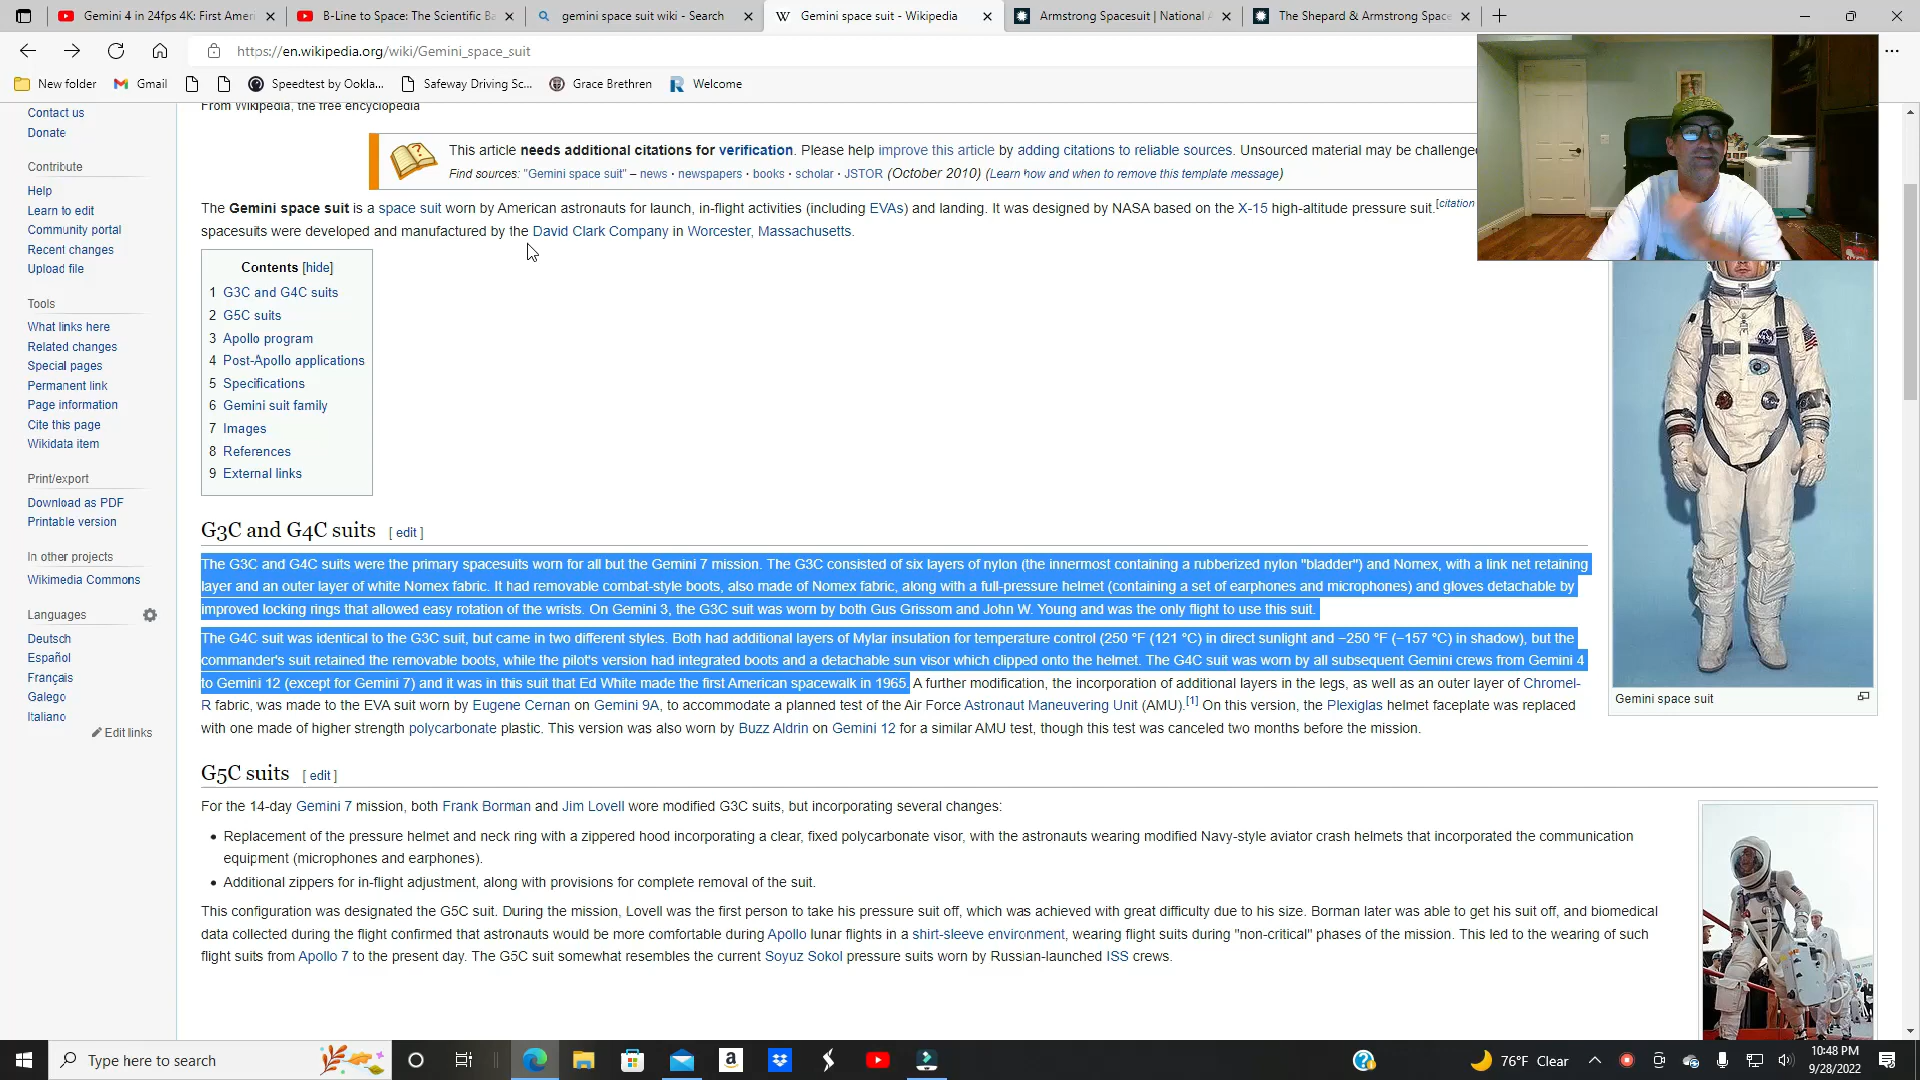 Gemini 4 in 24fps 4K: First Ameri
B-Line to Space: The Scientific Ba
gemini space suit wiki - Search
Gemini space suit - Wikipedia
Armstrong Spacesuit | National A
The Shepard & Armstrong Space
https://en.wikipedia.org/wiki/Gemini_space_suit
New folder
Gmail
Speedtest by Ookla...
Safeway Driving Sc...
Grace Brethren
Welcome
Contact us
Donate
Contribute
Help
Learn to edit
Community portal
Recent changes
Upload file
Tools
What links here
Related changes
Special pages
Permanent link
Page information
Cite this page
Wikidata item
Print/export
Download as PDF
Printable version
In other projects
Wikimedia Commons
Languages
Deutsch
Español
Français
Galego
Italiano
Edit links
From Wikipedia, the free encyclopedia
This article needs additional citations for verification. Please help improve this article by adding citations to reliable sources. Unsourced material may be challenged
Find sources: "Gemini space suit" – news · newspapers · books · scholar · JSTOR (October 2010) (Learn how and when to remove this template message)
The Gemini space suit is a space suit worn by American astronauts for launch, in-flight activities (including EVAs) and landing. It was designed by NASA based on the X-15 high-altitude pressure suit.[citation
spacesuits were developed and manufactured by the David Clark Company in Worcester, Massachusetts.
Contents [hide]
1 G3C and G4C suits
2 G5C suits
3 Apollo program
4 Post-Apollo applications
5 Specifications
6 Gemini suit family
7 Images
8 References
9 External links
Gemini space suit
G3C and G4C suits [ edit ]
The G3C and G4C suits were the primary spacesuits worn for all but the Gemini 7 mission. The G3C consisted of six layers of nylon (the innermost containing a rubberized nylon "bladder") and Nomex, with a link net retaining
layer and an outer layer of white Nomex fabric. It had removable combat-style boots, also made of Nomex fabric, along with a full-pressure helmet (containing a set of earphones and microphones) and gloves detachable by
improved locking rings that allowed easy rotation of the wrists. On Gemini 3, the G3C suit was worn by both Gus Grissom and John W. Young and was the only flight to use this suit.
The G4C suit was identical to the G3C suit, but came in two different styles. Both had additional layers of Mylar insulation for temperature control (250 °F (121 °C) in direct sunlight and −250 °F (−157 °C) in shadow), but the
commander's suit retained the removable boots, while the pilot's version had integrated boots and a detachable sun visor which clipped onto the helmet. The G4C suit was worn by all subsequent Gemini crews from Gemini 4
to Gemini 12 (except for Gemini 7) and it was in this suit that Ed White made the first American spacewalk in 1965. A further modification, the incorporation of additional layers in the legs, as well as an outer layer of Chromel-
R fabric, was made to the EVA suit worn by Eugene Cernan on Gemini 9A, to accommodate a planned test of the Air Force Astronaut Maneuvering Unit (AMU).[1] On this version, the Plexiglas helmet faceplate was replaced
with one made of higher strength polycarbonate plastic. This version was also worn by Buzz Aldrin on Gemini 12 for a similar AMU test, though this test was canceled two months before the mission.
G5C suits [ edit ]
For the 14-day Gemini 7 mission, both Frank Borman and Jim Lovell wore modified G3C suits, but incorporating several changes:
• Replacement of the pressure helmet and neck ring with a zippered hood incorporating a clear, fixed polycarbonate visor, with the astronauts wearing modified Navy-style aviator crash helmets that incorporated the communication
equipment (microphones and earphones).
• Additional zippers for in-flight adjustment, along with provisions for complete removal of the suit.
This configuration was designated the G5C suit. During the mission, Lovell was the first person to take his pressure suit off, which was achieved with great difficulty due to his size. Borman later was able to get his suit off, and biomedical
data collected during the flight confirmed that astronauts would be more comfortable during Apollo lunar flights in a shirt-sleeve environment, wearing flight suits during "non-critical" phases of the mission. This led to the wearing of such
flight suits from Apollo 7 to the present day. The G5C suit somewhat resembles the current Soyuz Sokol pressure suits worn by Russian-launched ISS crews.
Type here to search
76°F Clear
10:48 PM
9/28/2022